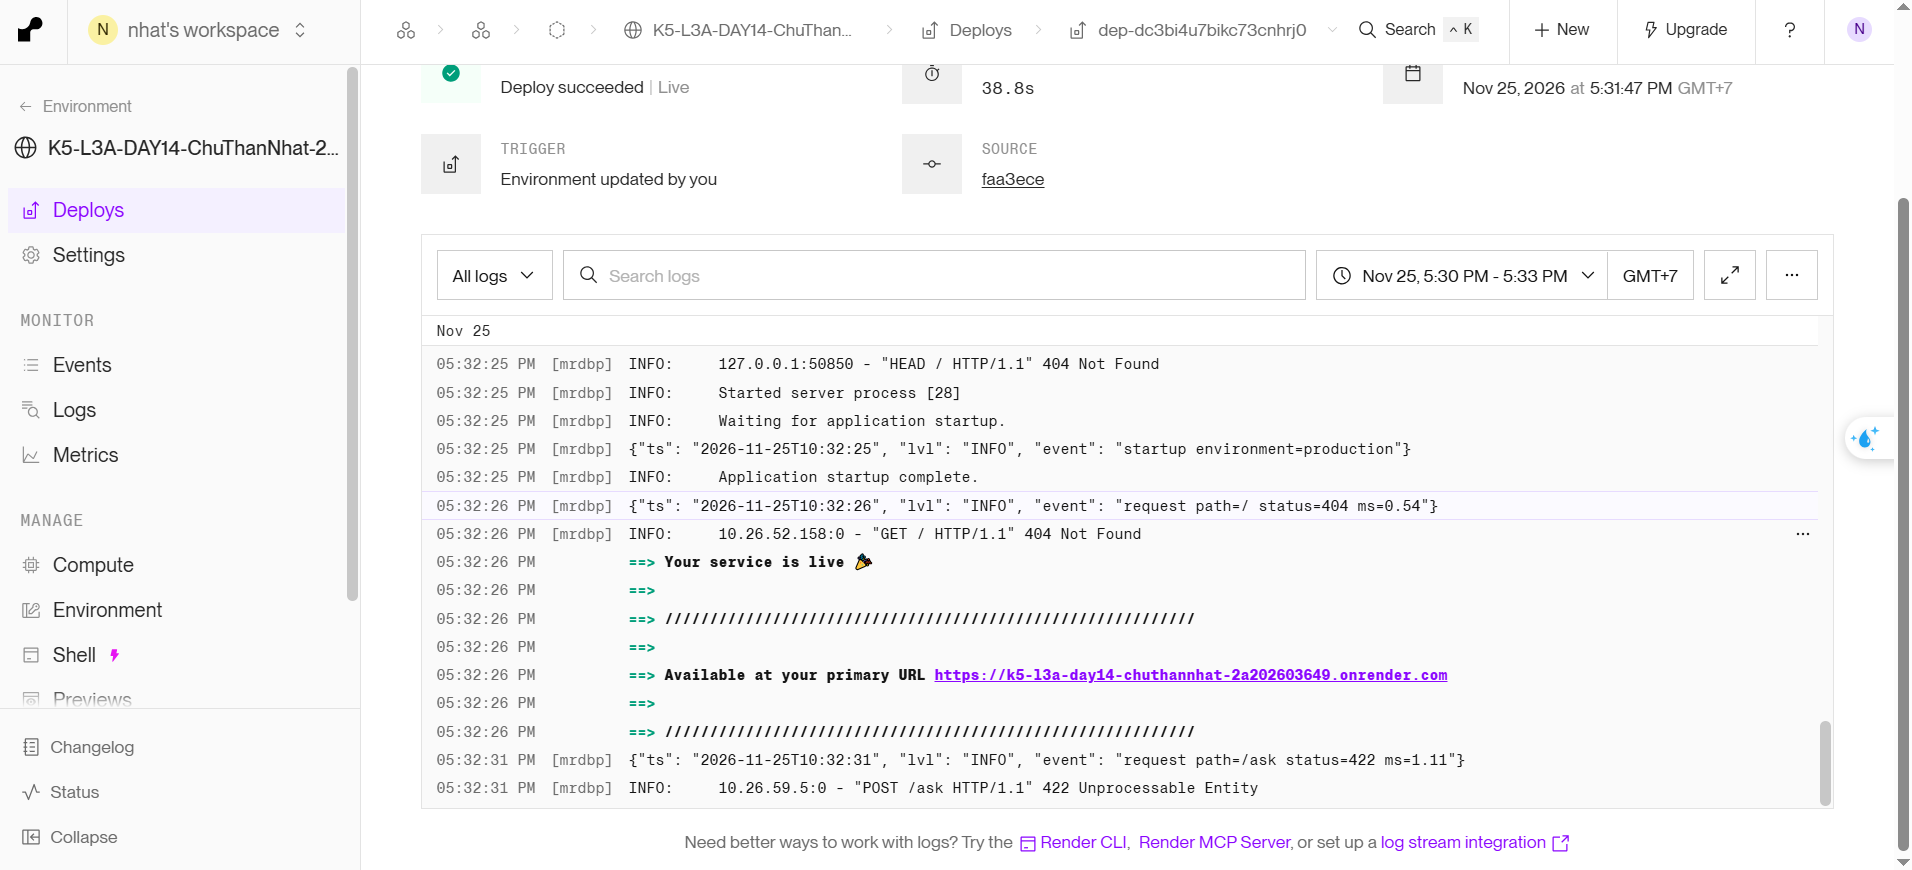 N nhat's workspace
K5-L3A-DAY14-ChuThan...
Deploys
dep-dc3bi4u7bikc73cnhrj0
Search ^ K
New
Upgrade
?
N
Environment
K5-L3A-DAY14-ChuThanNhat-2...
Deploys
Settings
MONITOR
Events
Logs
Metrics
MANAGE
Compute
Environment
Shell
Previews
Changelog
Status
Collapse
Deploy succeeded | Live
38.8s
Nov 25, 2026 at 5:31:47 PM GMT+7
TRIGGER
Environment updated by you
SOURCE
faa3ece
All logs
Search logs
Nov 25, 5:30 PM - 5:33 PM
GMT+7
...
Nov 25
05:32:25 PM [mrdbp] INFO: 127.0.0.1:50850 - "HEAD / HTTP/1.1" 404 Not Found
05:32:25 PM [mrdbp] INFO: Started server process [28]
05:32:25 PM [mrdbp] INFO: Waiting for application startup.
05:32:25 PM [mrdbp] {"ts": "2026-11-25T10:32:25", "lvl": "INFO", "event": "startup environment=production"}
05:32:25 PM [mrdbp] INFO: Application startup complete.
05:32:26 PM [mrdbp] {"ts": "2026-11-25T10:32:26", "lvl": "INFO", "event": "request path=/ status=404 ms=0.54"}
05:32:26 PM [mrdbp] INFO: 10.26.52.158:0 - "GET / HTTP/1.1" 404 Not Found ...
05:32:26 PM ==> Your service is live 🎉
05:32:26 PM ==>
05:32:26 PM ==> ///////////////////////////////////////////////////////////
05:32:26 PM ==>
05:32:26 PM ==> Available at your primary URL https://k5-l3a-day14-chuthannhat-2a202603649.onrender.com
05:32:26 PM ==>
05:32:26 PM ==> ///////////////////////////////////////////////////////////
05:32:31 PM [mrdbp] {"ts": "2026-11-25T10:32:31", "lvl": "INFO", "event": "request path=/ask status=422 ms=1.11"}
05:32:31 PM [mrdbp] INFO: 10.26.59.5:0 - "POST /ask HTTP/1.1" 422 Unprocessable Entity
Need better ways to work with logs? Try the Render CLI, Render MCP Server, or set up a log stream integration